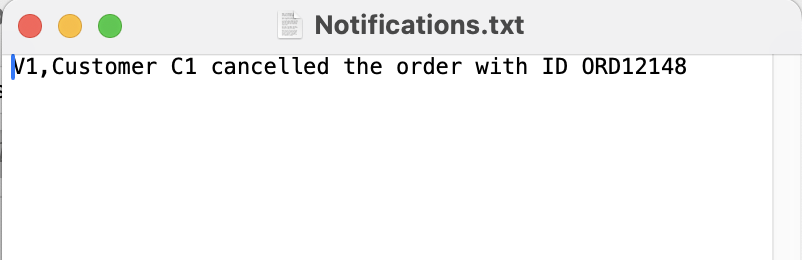 Notifications.txt
V1,Customer C1 cancelled the order with ID ORD12148